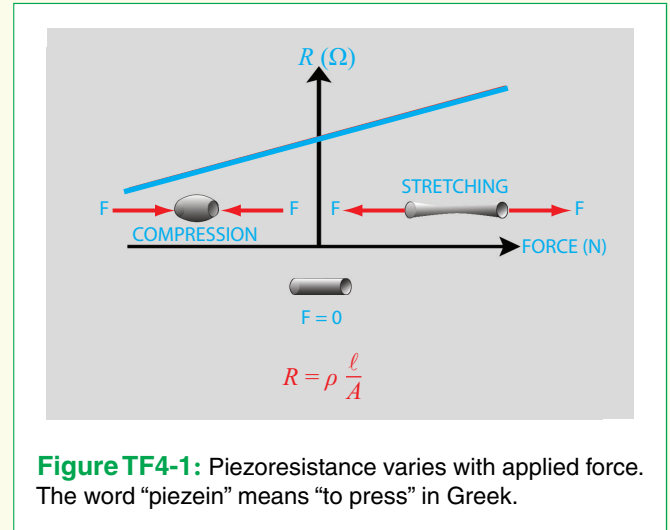 R (Ω)
STRETCHING
F F F F
COMPRESSION
FORCE (N)
F = 0
R = ρ ℓ/A
Figure TF4-1: Piezoresistance varies with applied force.
The word “piezein” means “to press” in Greek.